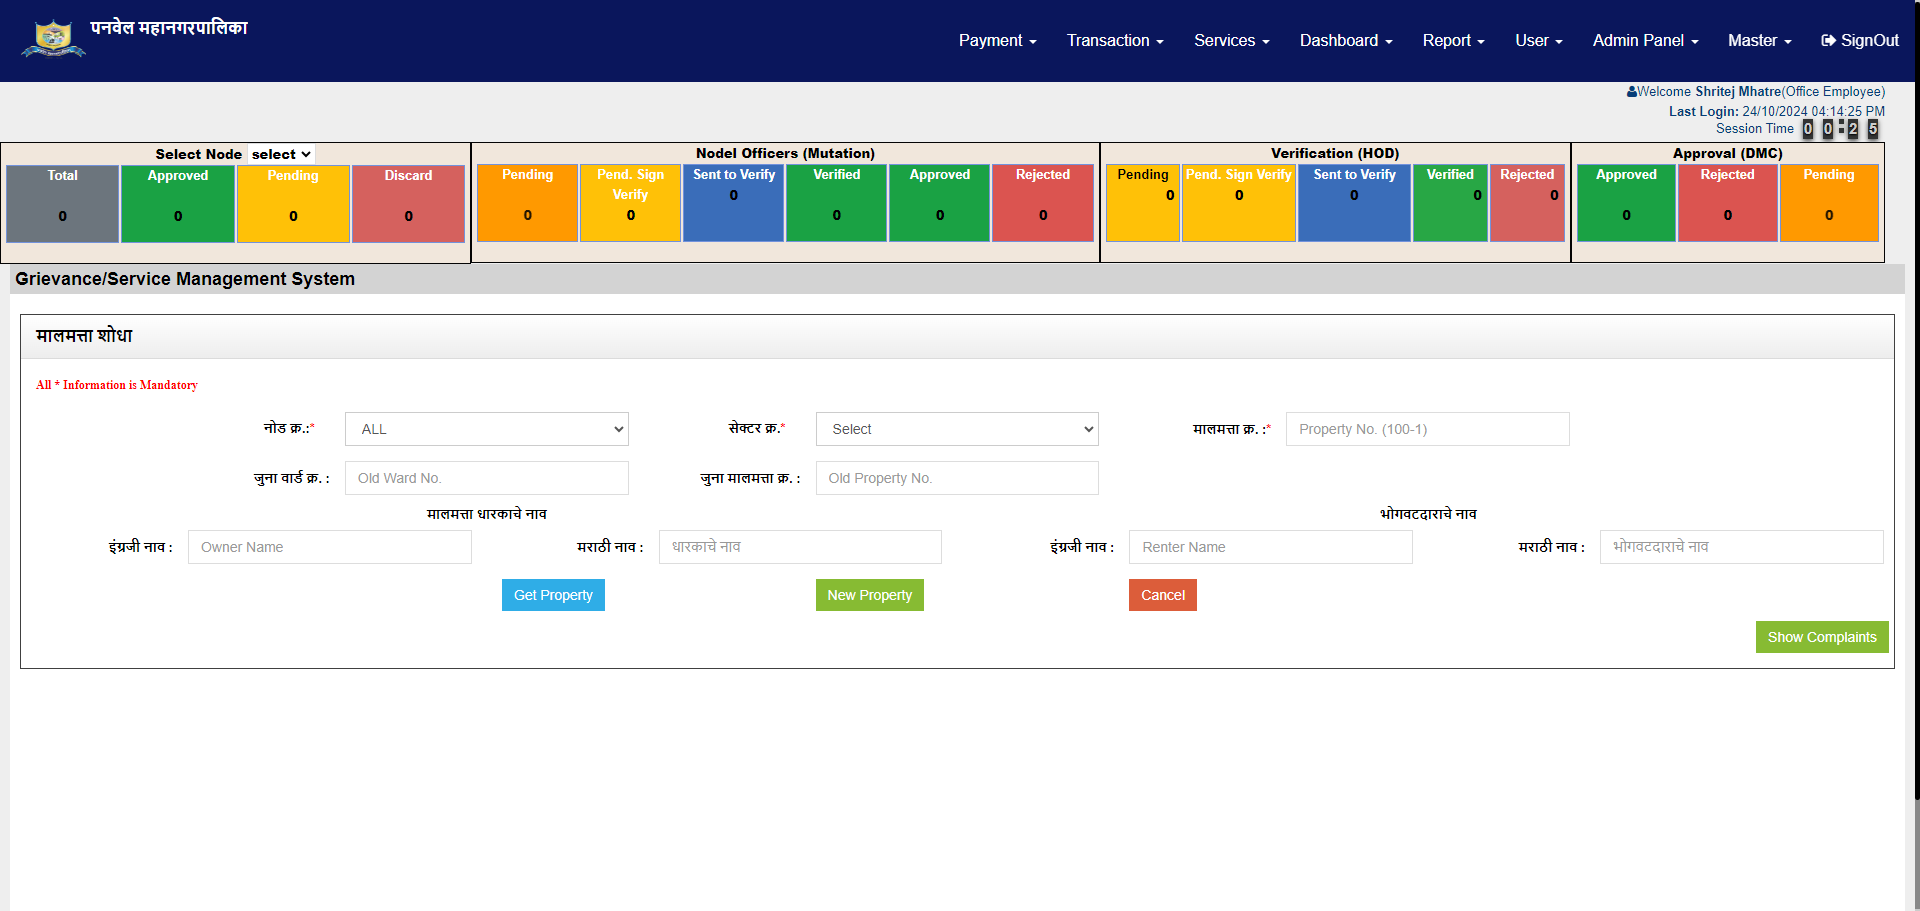 पनवेल महानगरपालिका
Payment Transaction Services Dashboard Report User Admin Panel Master SignOut
Welcome Shritej Mhatre(Office Employee)
Last Login: 24/10/2024 04:14:25 PM
Session Time 00:25
Select Node select
Total Approved Pending Discard
0 0 0 0
Nodel Officers (Mutation)
Pending Pend. Sign Verify Sent to Verify Verified Approved Rejected
0 0 0 0 0 0
Verification (HOD)
Pending Pend. Sign Verify Sent to Verify Verified Rejected
0 0 0 0 0
Approval (DMC)
Approved Rejected Pending
0 0 0
Grievance/Service Management System
मालमत्ता शोधा
All * Information is Mandatory
नोड क्र.:* ALL सेक्टर क्र.* Select मालमत्ता क्र. :* Property No. (100-1)
जुना वार्ड क्र. : Old Ward No. जुना मालमत्ता क्र. : Old Property No.
मालमत्ता धारकाचे नाव भोगवटदाराचे नाव
इंग्रजी नाव : Owner Name मराठी नाव : धारकाचे नाव इंग्रजी नाव : Renter Name मराठी नाव : भोगवटदाराचे नाव
Get Property New Property Cancel
Show Complaints